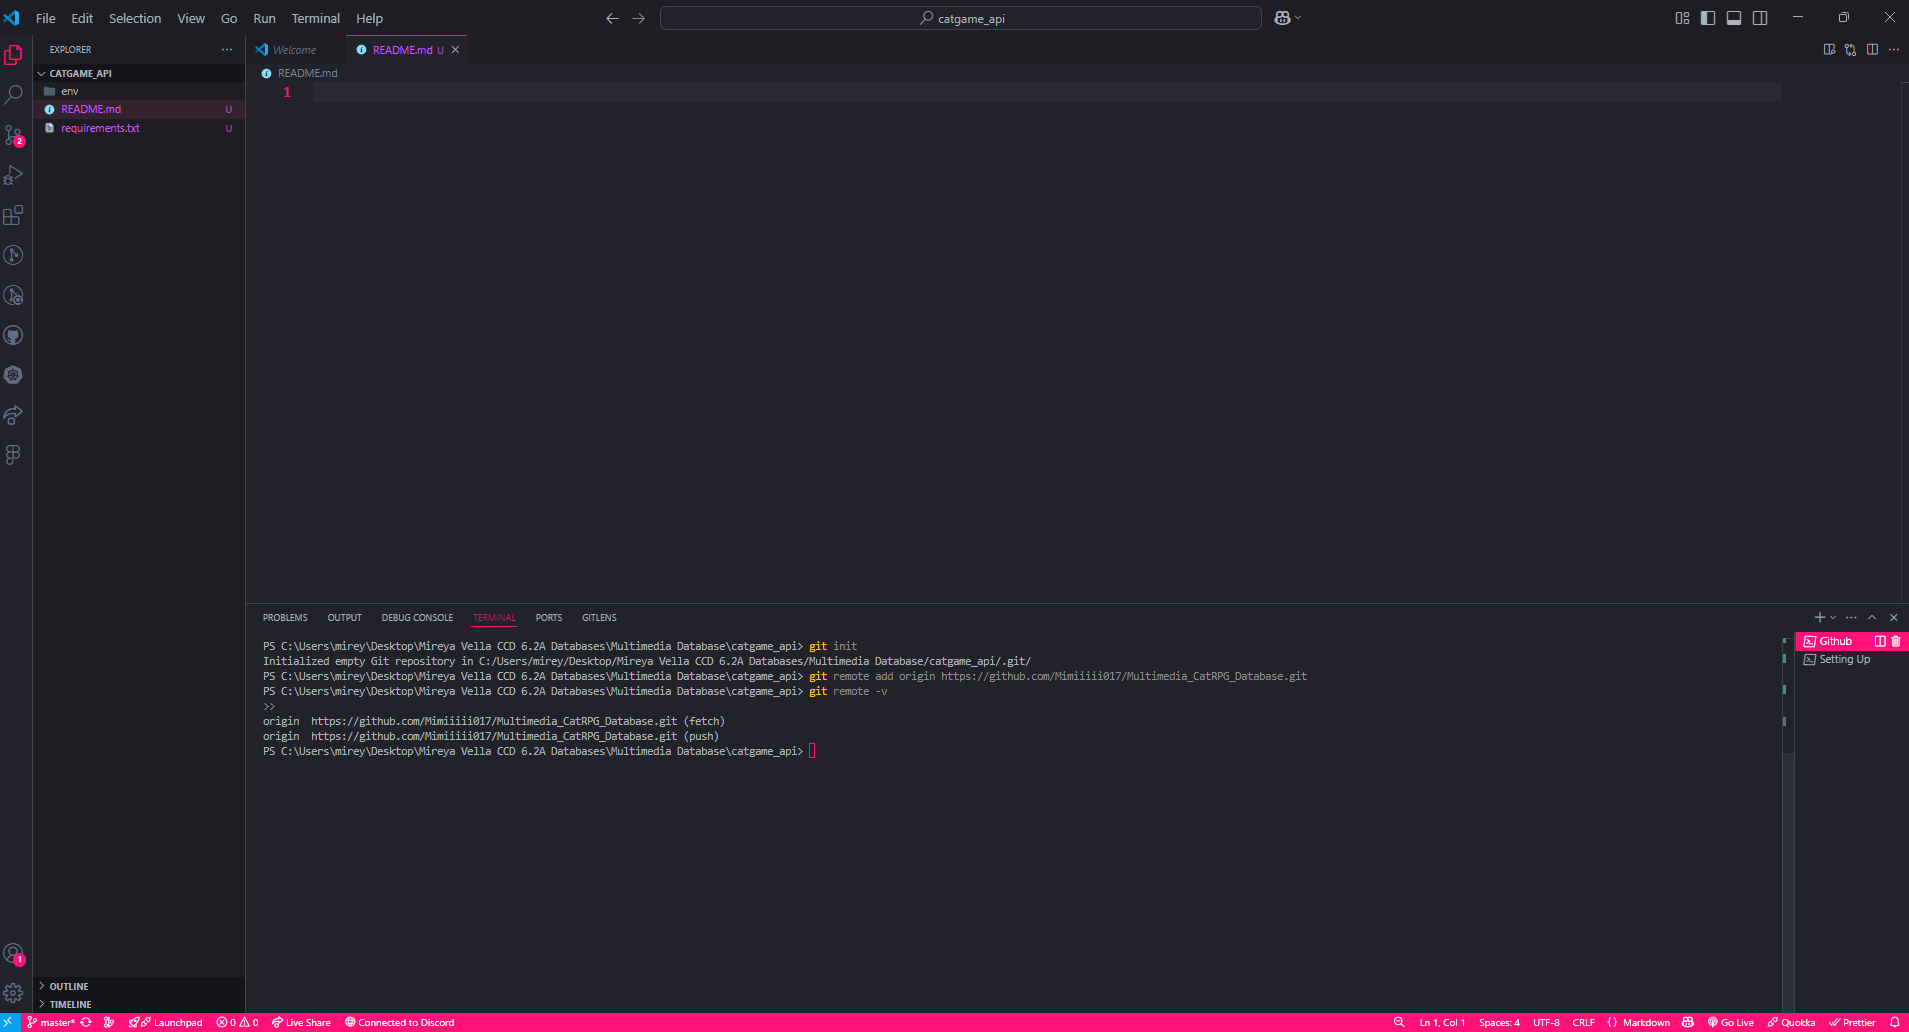 File Edit Selection View Go Run Terminal Help
catgame_api
EXPLORER
Welcome
README.md U
CATGAME_API
env
README.md U
requirements.txt U
README.md
1
2
PROBLEMS OUTPUT DEBUG CONSOLE TERMINAL PORTS GITLENS
PS C:\Users\mirey\Desktop\Mireya Vella CCD 6.2A Databases\Multimedia Database\catgame_api> git init
Initialized empty Git repository in C:/Users/mirey/Desktop/Mireya Vella CCD 6.2A Databases/Multimedia Database/catgame_api/.git/
PS C:\Users\mirey\Desktop\Mireya Vella CCD 6.2A Databases\Multimedia Database\catgame_api> git remote add origin https://github.com/Mimiiiii017/Multimedia_CatRPG_Database.git
PS C:\Users\mirey\Desktop\Mireya Vella CCD 6.2A Databases\Multimedia Database\catgame_api> git remote -v
>>
origin https://github.com/Mimiiiii017/Multimedia_CatRPG_Database.git (fetch)
origin https://github.com/Mimiiiii017/Multimedia_CatRPG_Database.git (push)
PS C:\Users\mirey\Desktop\Mireya Vella CCD 6.2A Databases\Multimedia Database\catgame_api>
Github
Setting Up
1
OUTLINE
TIMELINE
master* Launchpad 0 0 Live Share Connected to Discord Ln 1, Col 1 Spaces: 4 UTF-8 CRLF {} Markdown Go Live Quokka Prettier